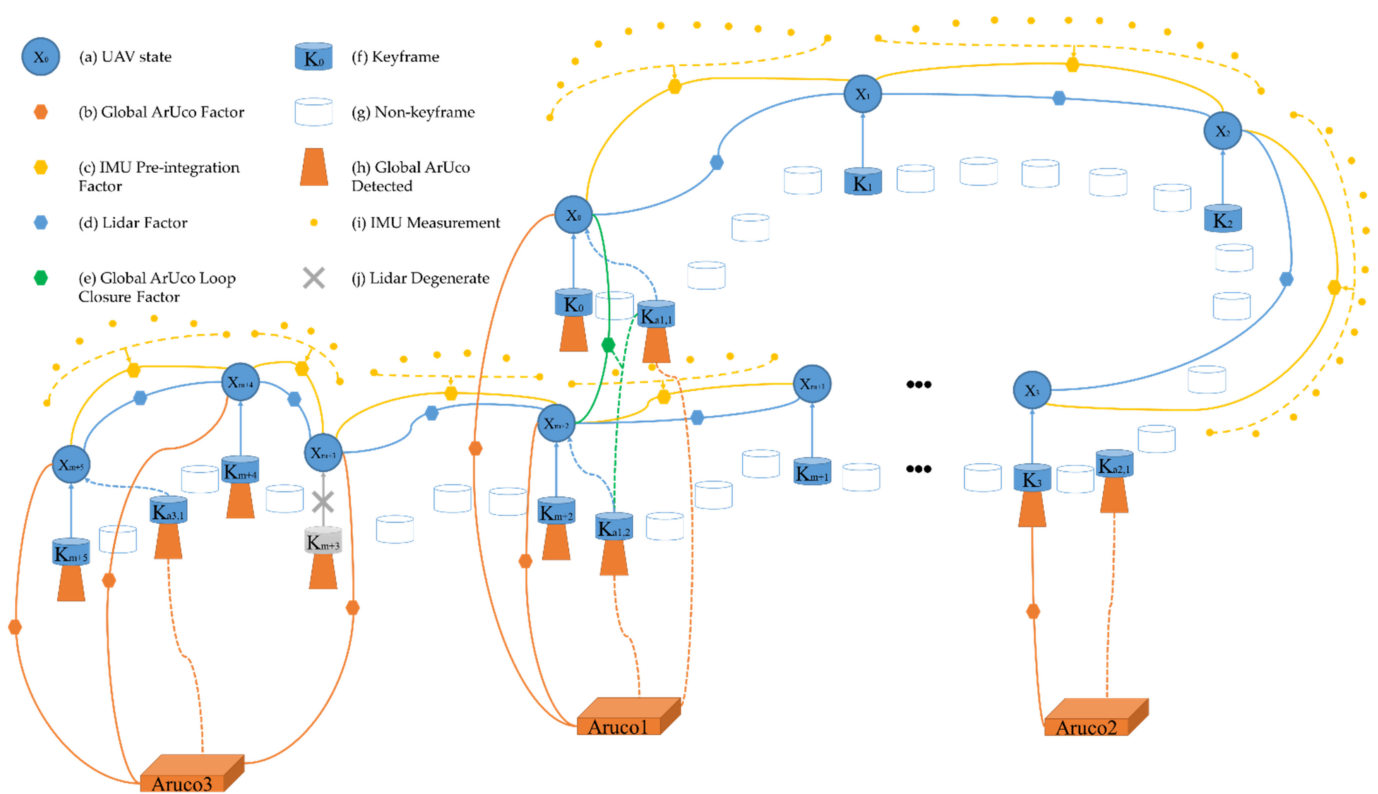 X₀ (a) UAV state
(b) Global ArUco Factor
(c) IMU Pre-integration
Factor
(d) Lidar Factor
(e) Global ArUco Loop
Closure Factor
K₀ (f) Keyframe
(g) Non-keyframe
(h) Global ArUco
Detected
(i) IMU Measurement
(j) Lidar Degenerate
X₁
X₂
K₁
K₂
X₀
K₀
Ka1,1
Xm+4
Xm+1
•••
X₃
Xm+2
Xm+3
Xm+5
Km+4
Km+1
•••
K₃
Ka2,1
Ka3,1
Km+2
Ka1,2
Km+5
Km+3
Aruco1
Aruco2
Aruco3